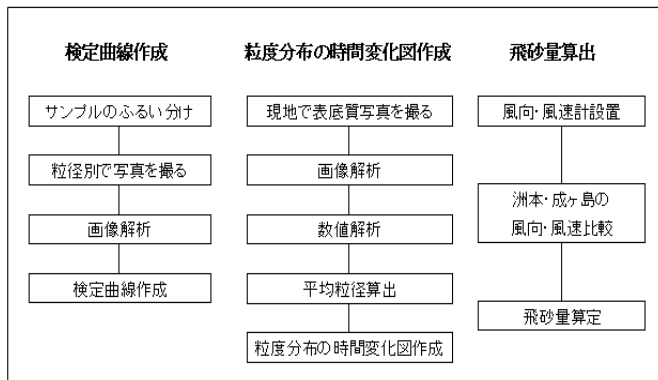 検定曲線作成
サンプルのふるい分け
粒径別で写真を撮る
画像解析
検定曲線作成
粒度分布の時間変化図作成
現地で表底質写真を撮る
画像解析
数値解析
平均粒径算出
粒度分布の時間変化図作成
飛砂量算出
風向・風速計設置
洲本・成ヶ島の
風向・風速比較
飛砂量算定